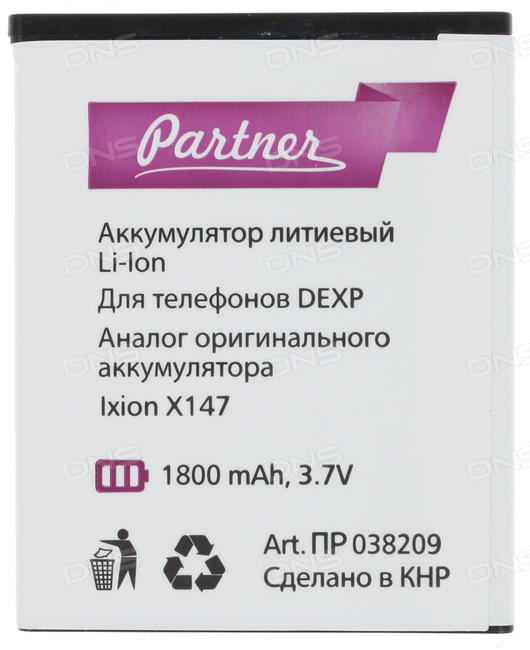 Partner
Аккумулятор литиевый
Li-Ion
Для телефонов DEXP
Аналог оригинального
аккумулятора
Ixion X147
1800 mAh, 3.7V
Art. ПР 038209
Сделано в КНР
DNS